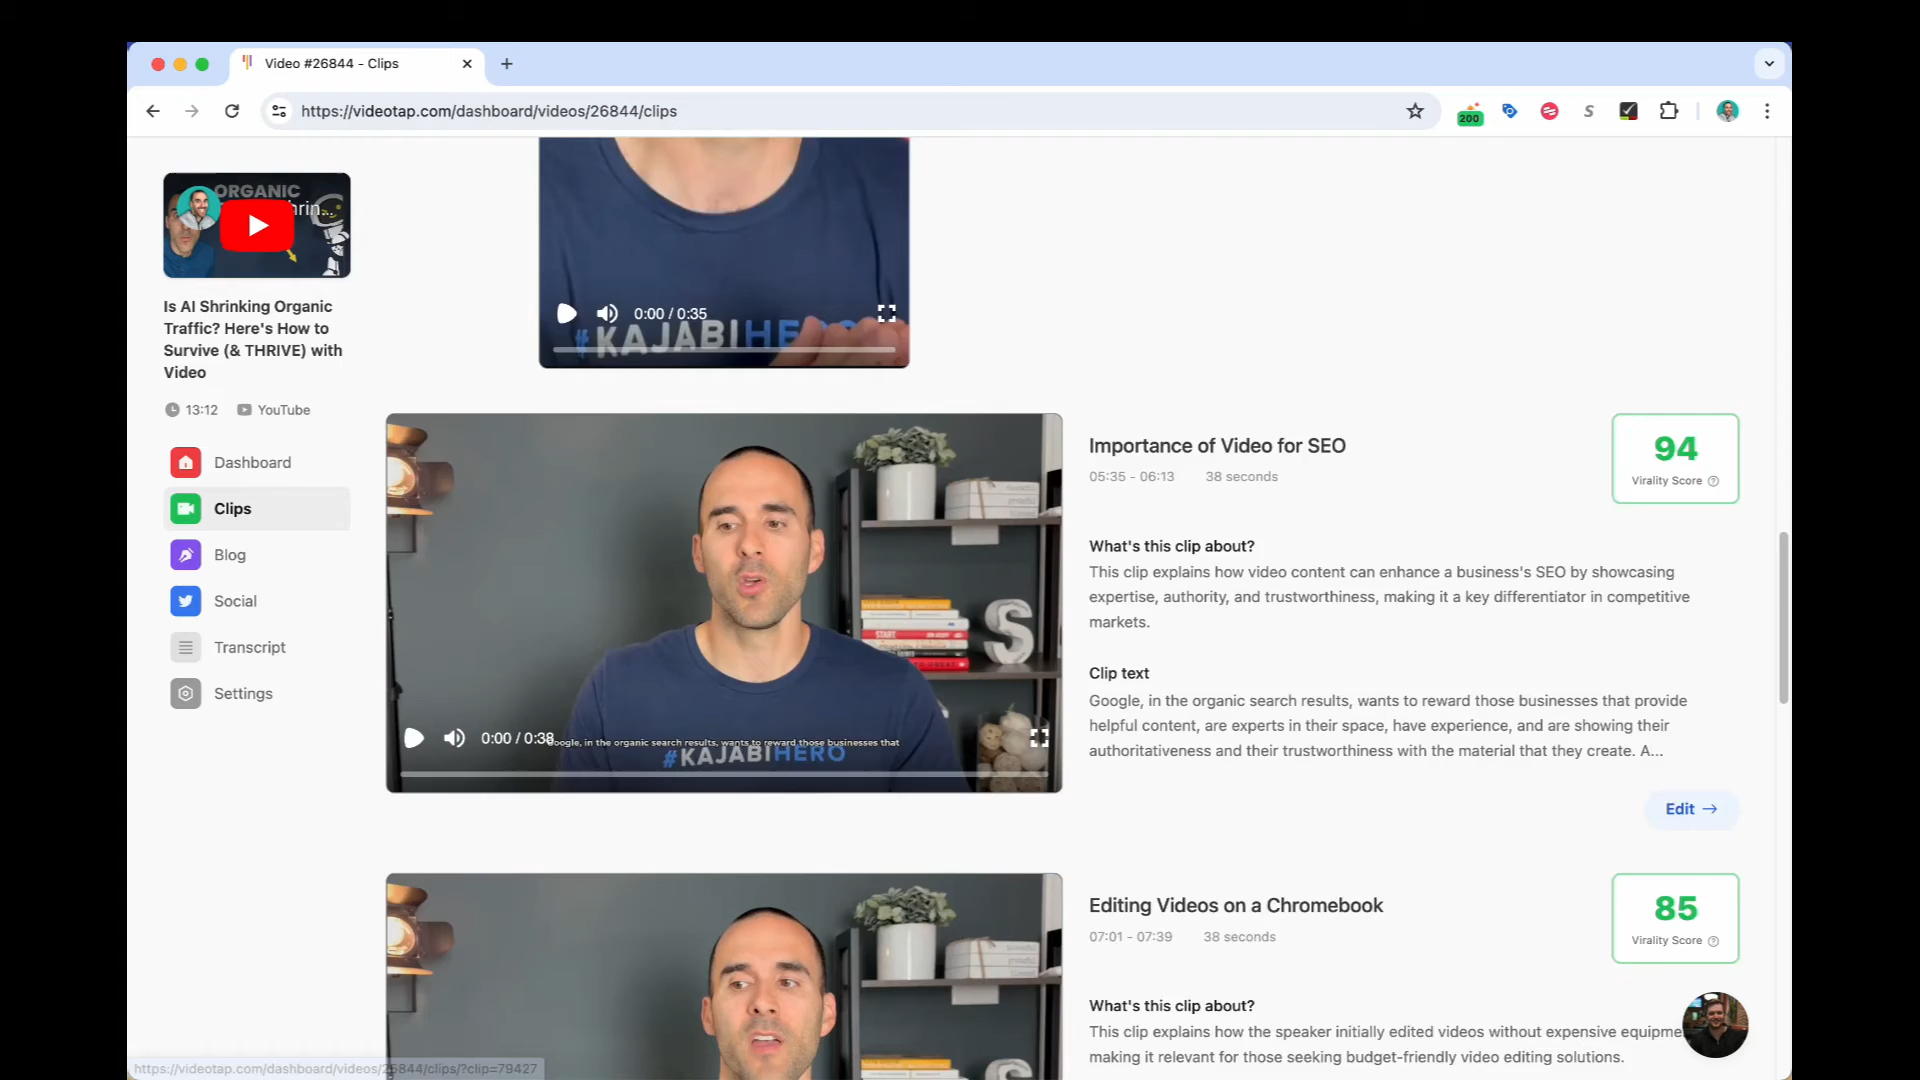 Video #26844 - Clips
https://videotap.com/dashboard/videos/26844/clips
200
S
ORGANIC
hrin...
Is AI Shrinking Organic
Traffic? Here's How to
Survive (& THRIVE) with
Video
13:12 YouTube
Dashboard
Clips
Blog
Social
Transcript
Settings
0:00 / 0:35
#KAJABIHERO
Importance of Video for SEO
05:35 - 06:13 38 seconds
94
Virality Score
What's this clip about?
This clip explains how video content can enhance a business's SEO by showcasing
expertise, authority, and trustworthiness, making it a key differentiator in competitive
markets.
Clip text
Google, in the organic search results, wants to reward those businesses that provide
helpful content, are experts in their space, have experience, and are showing their
authoritativeness and their trustworthiness with the material that they create. A...
START
S
0:00 / 0:38
Google, in the organic search results, wants to reward those businesses that
#KAJABIHERO
Edit
Editing Videos on a Chromebook
07:01 - 07:39 38 seconds
85
Virality Score
What's this clip about?
This clip explains how the speaker initially edited videos without expensive equipme
making it relevant for those seeking budget-friendly video editing solutions.
https://videotap.com/dashboard/videos/26844/clips/?clip=79427